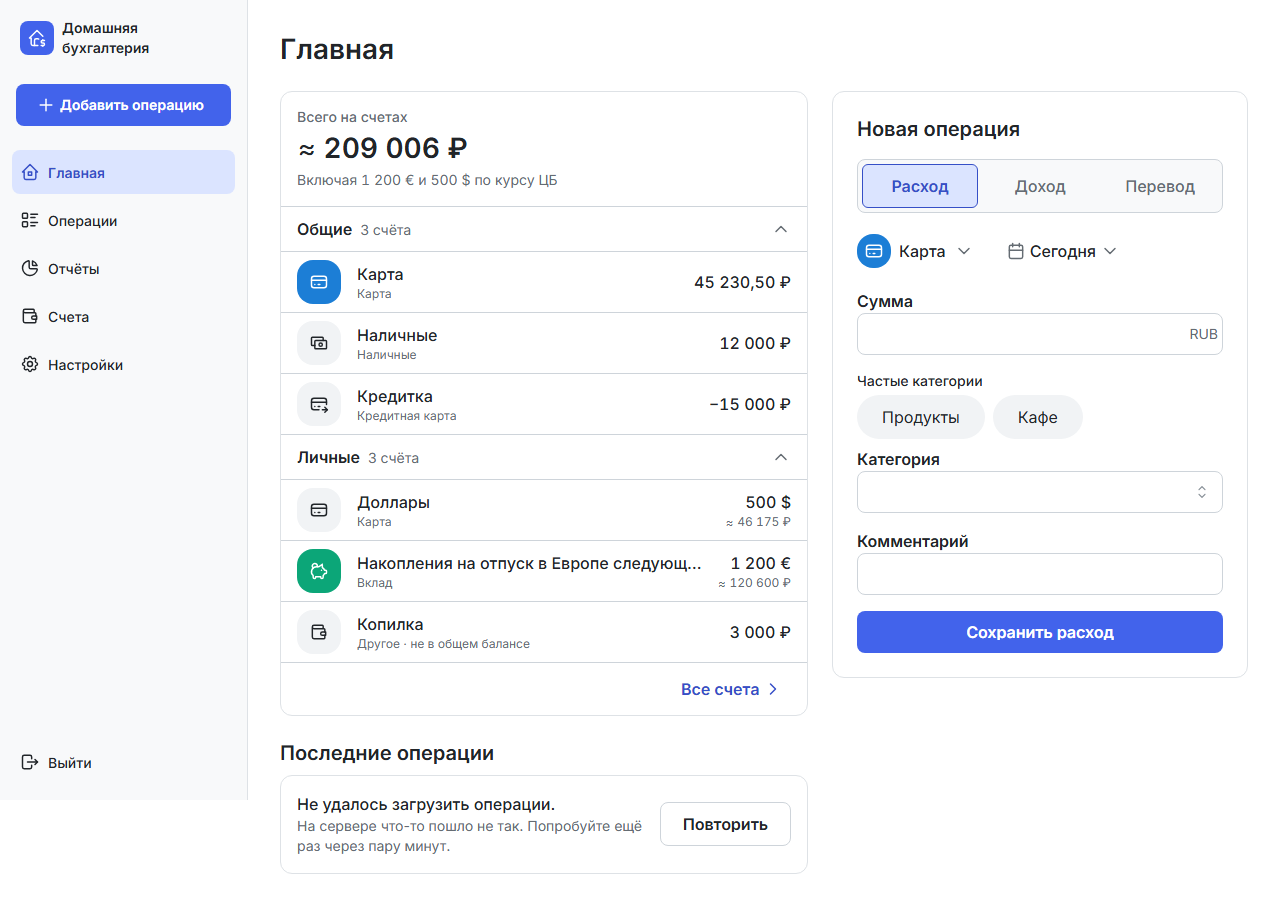 Домашняя
бухгалтерия
Добавить операцию
Главная
Операции
Отчёты
Счета
Настройки
Выйти
Главная
Всего на счетах
≈ 209 006 ₽
Включая 1 200 € и 500 $ по курсу ЦБ
Общие 3 счёта
Карта
Карта
45 230,50 ₽
Наличные
Наличные
12 000 ₽
Кредитка
Кредитная карта
−15 000 ₽
Личные 3 счёта
Доллары
Карта
500 $
≈ 46 175 ₽
Накопления на отпуск в Европе следующ...
Вклад
1 200 €
≈ 120 600 ₽
Копилка
Другое · не в общем балансе
3 000 ₽
Все счета
Последние операции
Не удалось загрузить операции.
На сервере что-то пошло не так. Попробуйте ещё
раз через пару минут.
Повторить
Новая операция
Расход Доход Перевод
Карта Сегодня
Сумма
RUB
Частые категории
Продукты Кафе
Категория
Комментарий
Сохранить расход